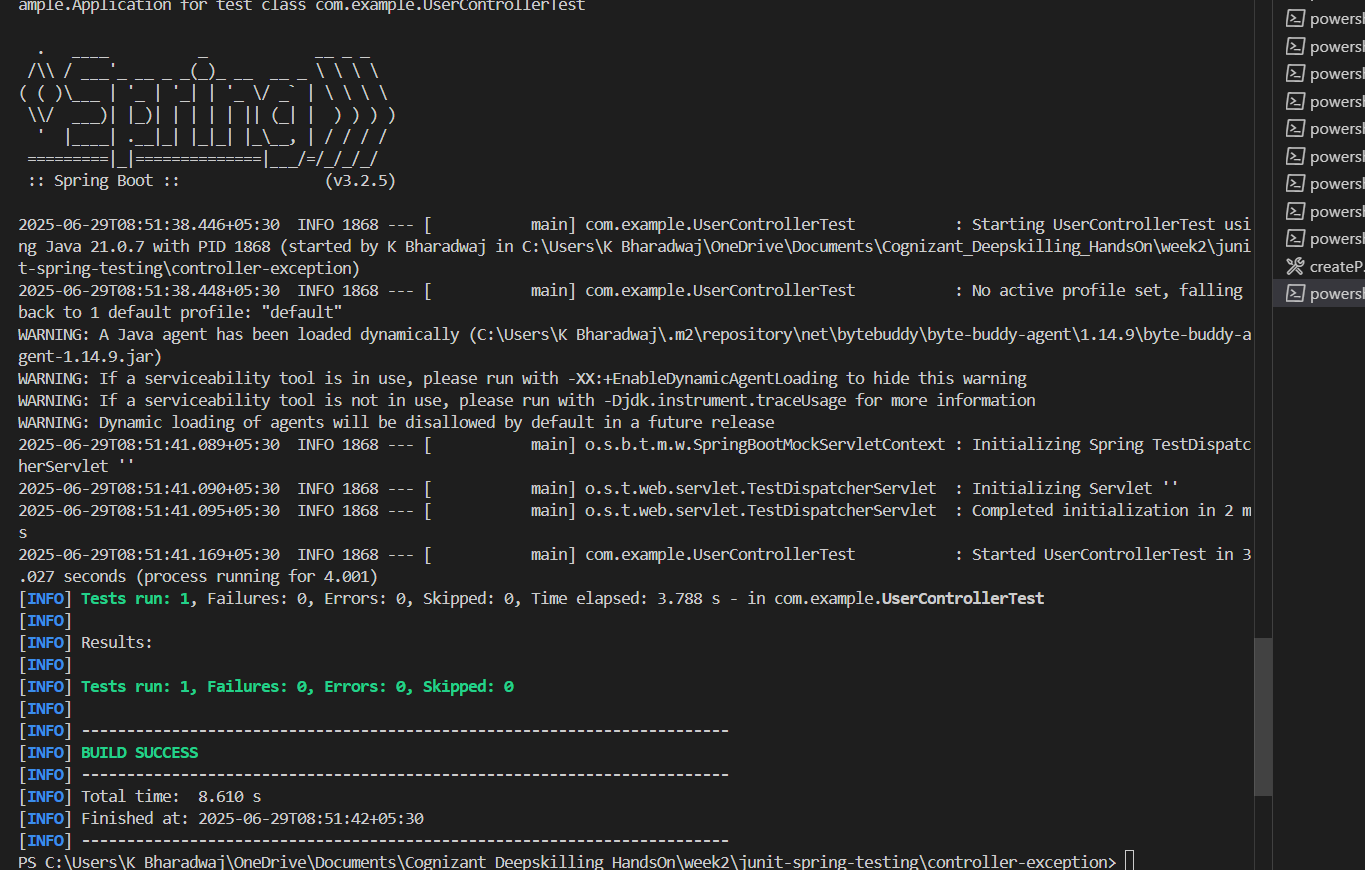 ample.Application for test class com.example.UserControllerTest
  .   ____          _            __ _ _
 /\\ / ___'_ __ _ _(_)_ __  __ _ \ \ \ \
( ( )\___ | '_ | '_| | '_ \/ _` | \ \ \ \
 \\/  ___)| |_)| | | | | || (_| |  ) ) ) )
  '  |____| .__|_| |_|_| |_\__, | / / / /
 =========|_|==============|___/=/_/_/_/
 :: Spring Boot ::                (v3.2.5)
2025-06-29T08:51:38.446+05:30  INFO 1868 --- [           main] com.example.UserControllerTest           : Starting UserControllerTest usi
ng Java 21.0.7 with PID 1868 (started by K Bharadwaj in C:\Users\K Bharadwaj\OneDrive\Documents\Cognizant_Deepskilling_HandsOn\week2\juni
t-spring-testing\controller-exception)
2025-06-29T08:51:38.448+05:30  INFO 1868 --- [           main] com.example.UserControllerTest           : No active profile set, falling
back to 1 default profile: "default"
WARNING: A Java agent has been loaded dynamically (C:\Users\K Bharadwaj\.m2\repository\net\bytebuddy\byte-buddy-agent\1.14.9\byte-buddy-a
gent-1.14.9.jar)
WARNING: If a serviceability tool is in use, please run with -XX:+EnableDynamicAgentLoading to hide this warning
WARNING: If a serviceability tool is not in use, please run with -Djdk.instrument.traceUsage for more information
WARNING: Dynamic loading of agents will be disallowed by default in a future release
2025-06-29T08:51:41.089+05:30  INFO 1868 --- [           main] o.s.b.t.m.w.SpringBootMockServletContext : Initializing Spring TestDispatc
herServlet ''
2025-06-29T08:51:41.090+05:30  INFO 1868 --- [           main] o.s.t.web.servlet.TestDispatcherServlet  : Initializing Servlet ''
2025-06-29T08:51:41.095+05:30  INFO 1868 --- [           main] o.s.t.web.servlet.TestDispatcherServlet  : Completed initialization in 2 m
s
2025-06-29T08:51:41.169+05:30  INFO 1868 --- [           main] com.example.UserControllerTest           : Started UserControllerTest in 3
.027 seconds (process running for 4.001)
[INFO] Tests run: 1, Failures: 0, Errors: 0, Skipped: 0, Time elapsed: 3.788 s - in com.example.UserControllerTest
[INFO]
[INFO] Results:
[INFO]
[INFO] Tests run: 1, Failures: 0, Errors: 0, Skipped: 0
[INFO]
[INFO] ------------------------------------------------------------------------
[INFO] BUILD SUCCESS
[INFO] ------------------------------------------------------------------------
[INFO] Total time:  8.610 s
[INFO] Finished at: 2025-06-29T08:51:42+05:30
[INFO] ------------------------------------------------------------------------
PS C:\Users\K Bharadwaj\OneDrive\Documents\Cognizant_Deepskilling_HandsOn\week2\junit-spring-testing\controller-exception>
powersh
powersh
powersh
powersh
powersh
powersh
powersh
powersh
powersh
createP.
powersh